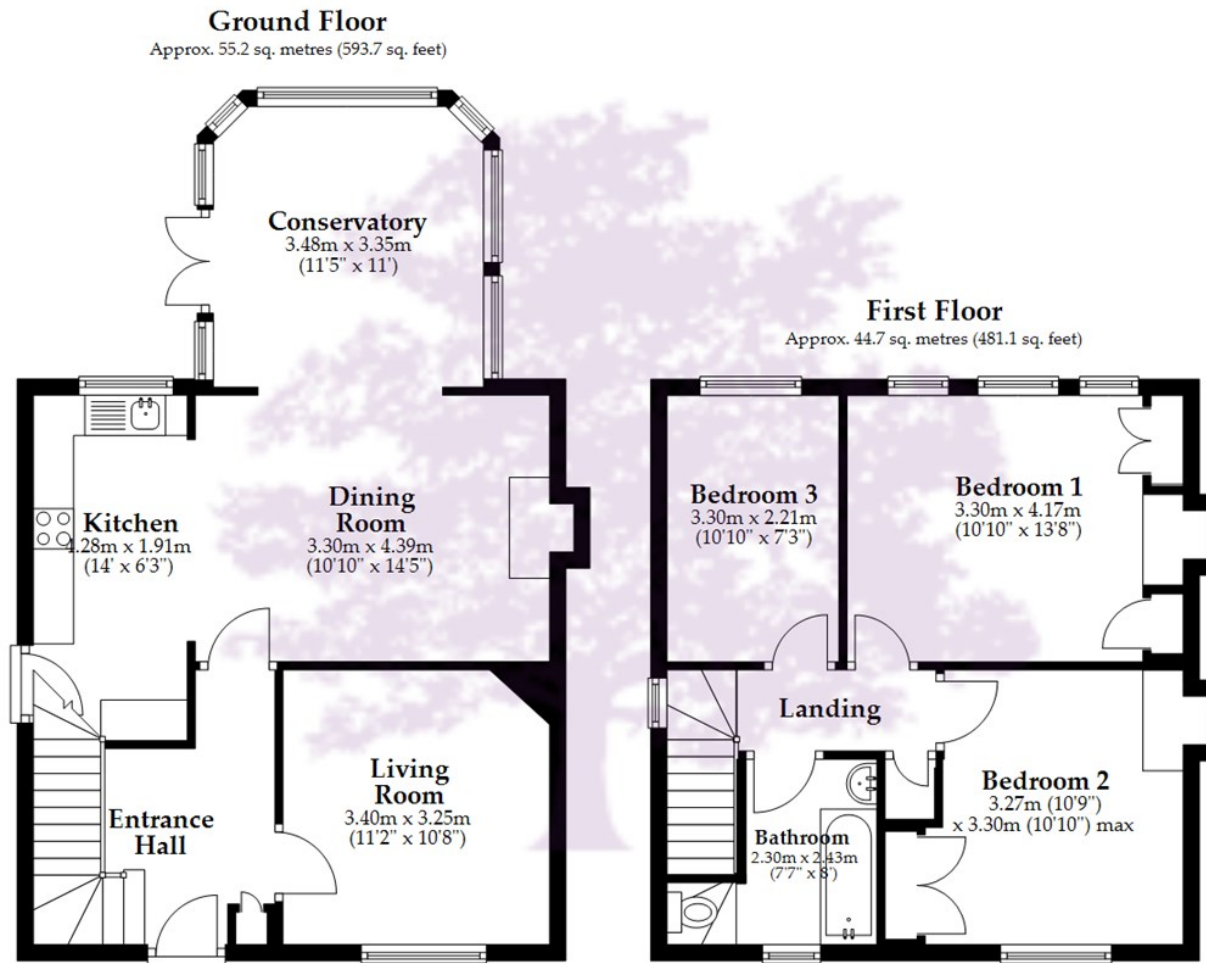 Ground Floor
Approx. 55.2 sq. metres (593.7 sq. feet)
Conservatory
3.48m x 3.35m
(11'5" x 11')
Kitchen
4.28m x 1.91m
(14' x 6'3")
Dining
Room
3.30m x 4.39m
(10'10" x 14'5")
Living
Room
3.40m x 3.25m
(11'2" x 10'8")
Entrance
Hall
First Floor
Approx. 44.7 sq. metres (481.1 sq. feet)
Bedroom 3
3.30m x 2.21m
(10'10" x 7'3")
Bedroom 1
3.30m x 4.17m
(10'10" x 13'8")
Landing
Bedroom 2
3.27m (10'9")
x 3.30m (10'10") max
Bathroom
2.30m x 2.43m
(7'7" x 8')